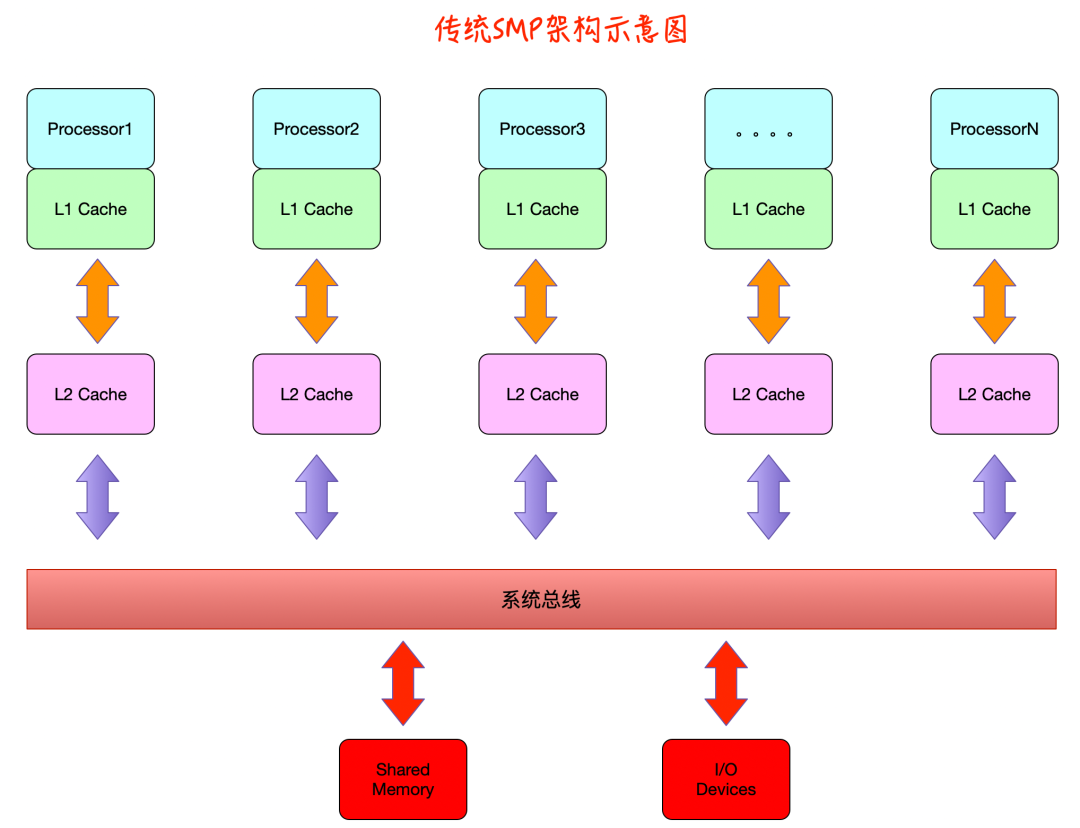 传统SMP架构示意图
Processor1
Processor2
Processor3
。。。。
ProcessorN
L1 Cache
L1 Cache
L1 Cache
L1 Cache
L1 Cache
L2 Cache
L2 Cache
L2 Cache
L2 Cache
L2 Cache
系统总线
Shared
Memory
I/O
Devices